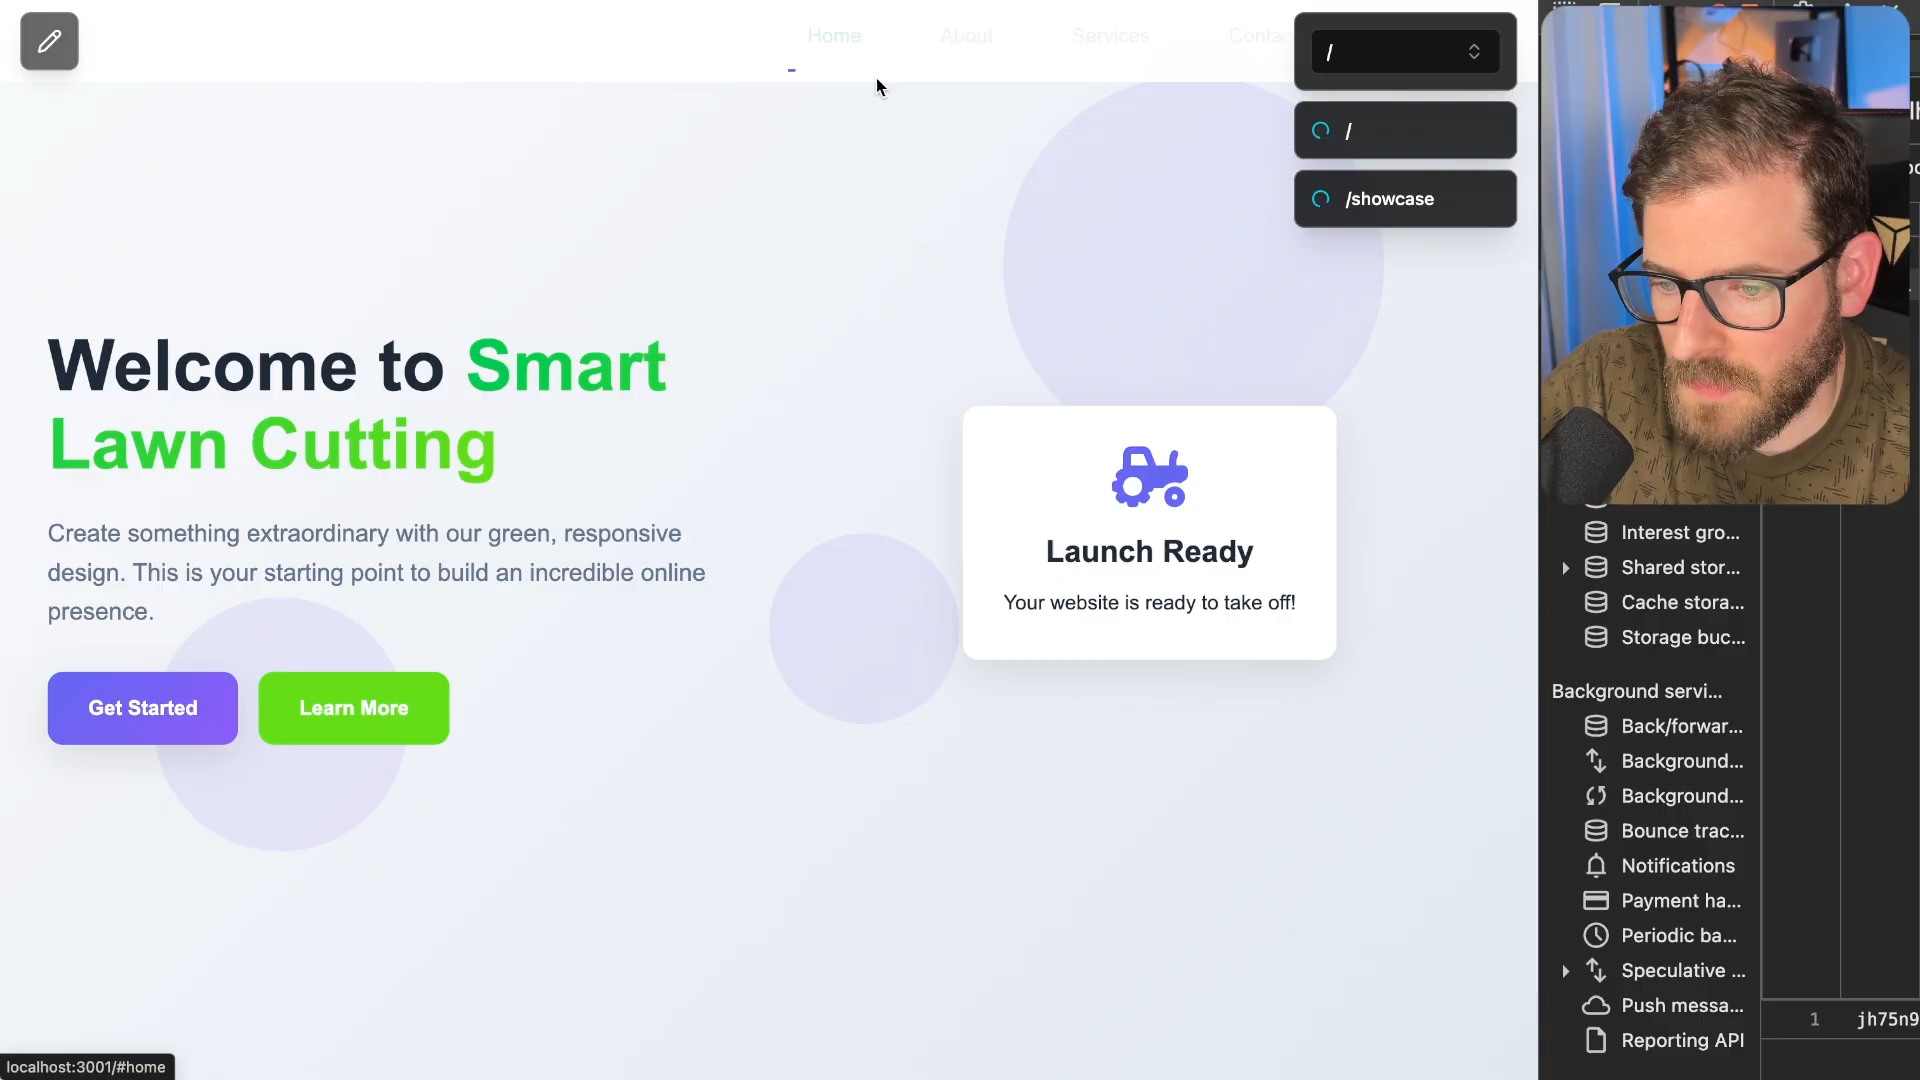 Home
About
Services
/
/
/showcase
Welcome to Smart
Lawn Cutting
Create something extraordinary with our green, responsive
design. This is your starting point to build an incredible online
presence.
Get Started
Learn More
Launch Ready
Your website is ready to take off!
Interest gro...
Shared stor...
Cache stora...
Storage buc...
Background servi...
Back/forwar...
Background...
Background...
Bounce trac...
Notifications
Payment ha...
Periodic ba...
Speculative ...
Push messa...
Reporting API
1
jh75n9
localhost:3001/#home